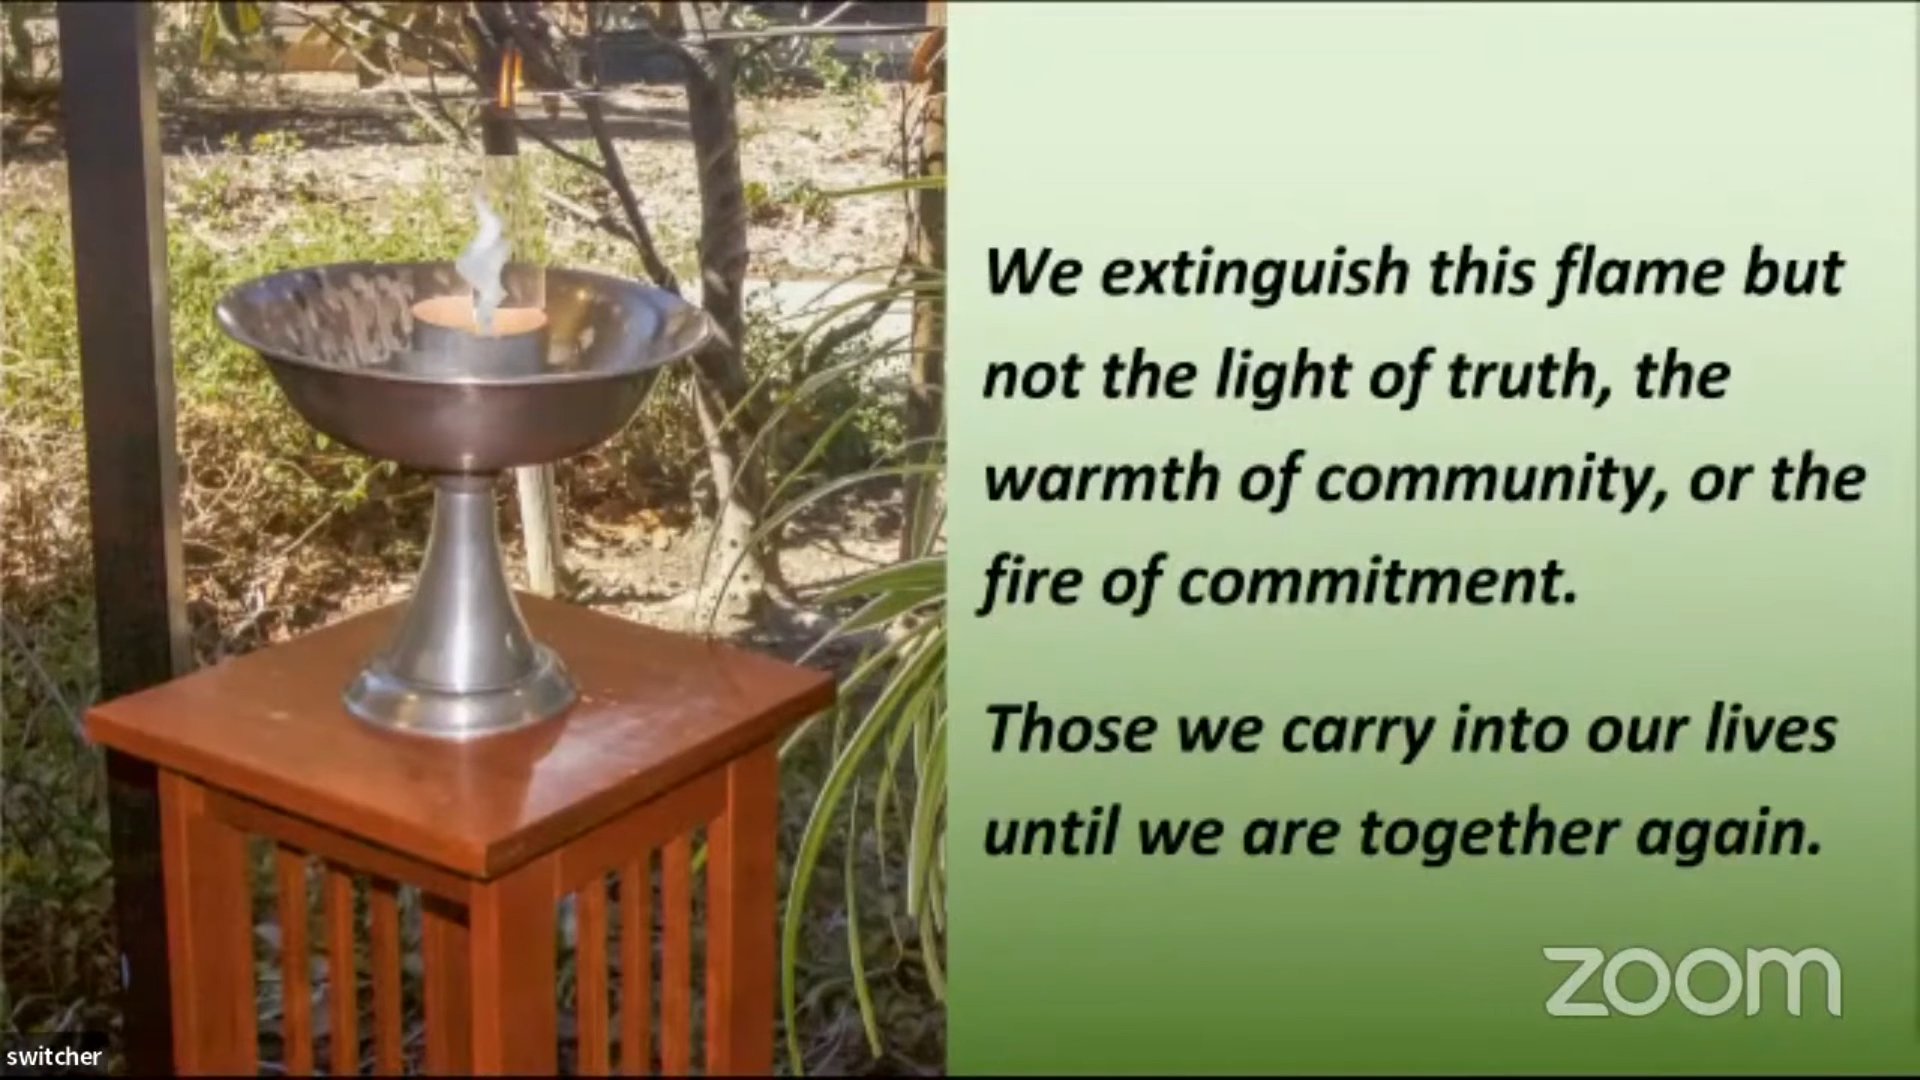 We extinguish this flame but
not the light of truth, the
warmth of community, or the
fire of commitment.
Those we carry into our lives
until we are together again.
zoom
switcher